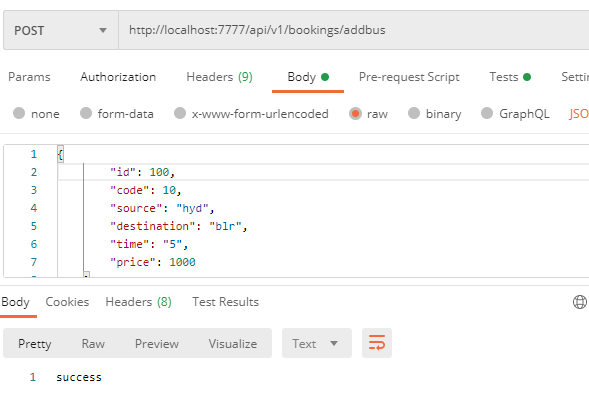 POST http://localhost:7777/api/v1/bookings/addbus
Params Authorization Headers (9) Body Pre-request Script Tests Settin
none form-data x-www-form-urlencoded raw binary GraphQL JSO
1 {
2 "id": 100,
3 "code": 10,
4 "source": "hyd",
5 "destination": "blr",
6 "time": "5",
7 "price": 1000
Body Cookies Headers (8) Test Results
Pretty Raw Preview Visualize Text
1 success